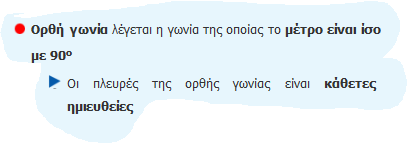 Ορθή γωνία λέγεται η γωνία της οποίας το μέτρο είναι ίσο
με 90º
Οι πλευρές της ορθής γωνίας είναι κάθετες
ημιευθείες